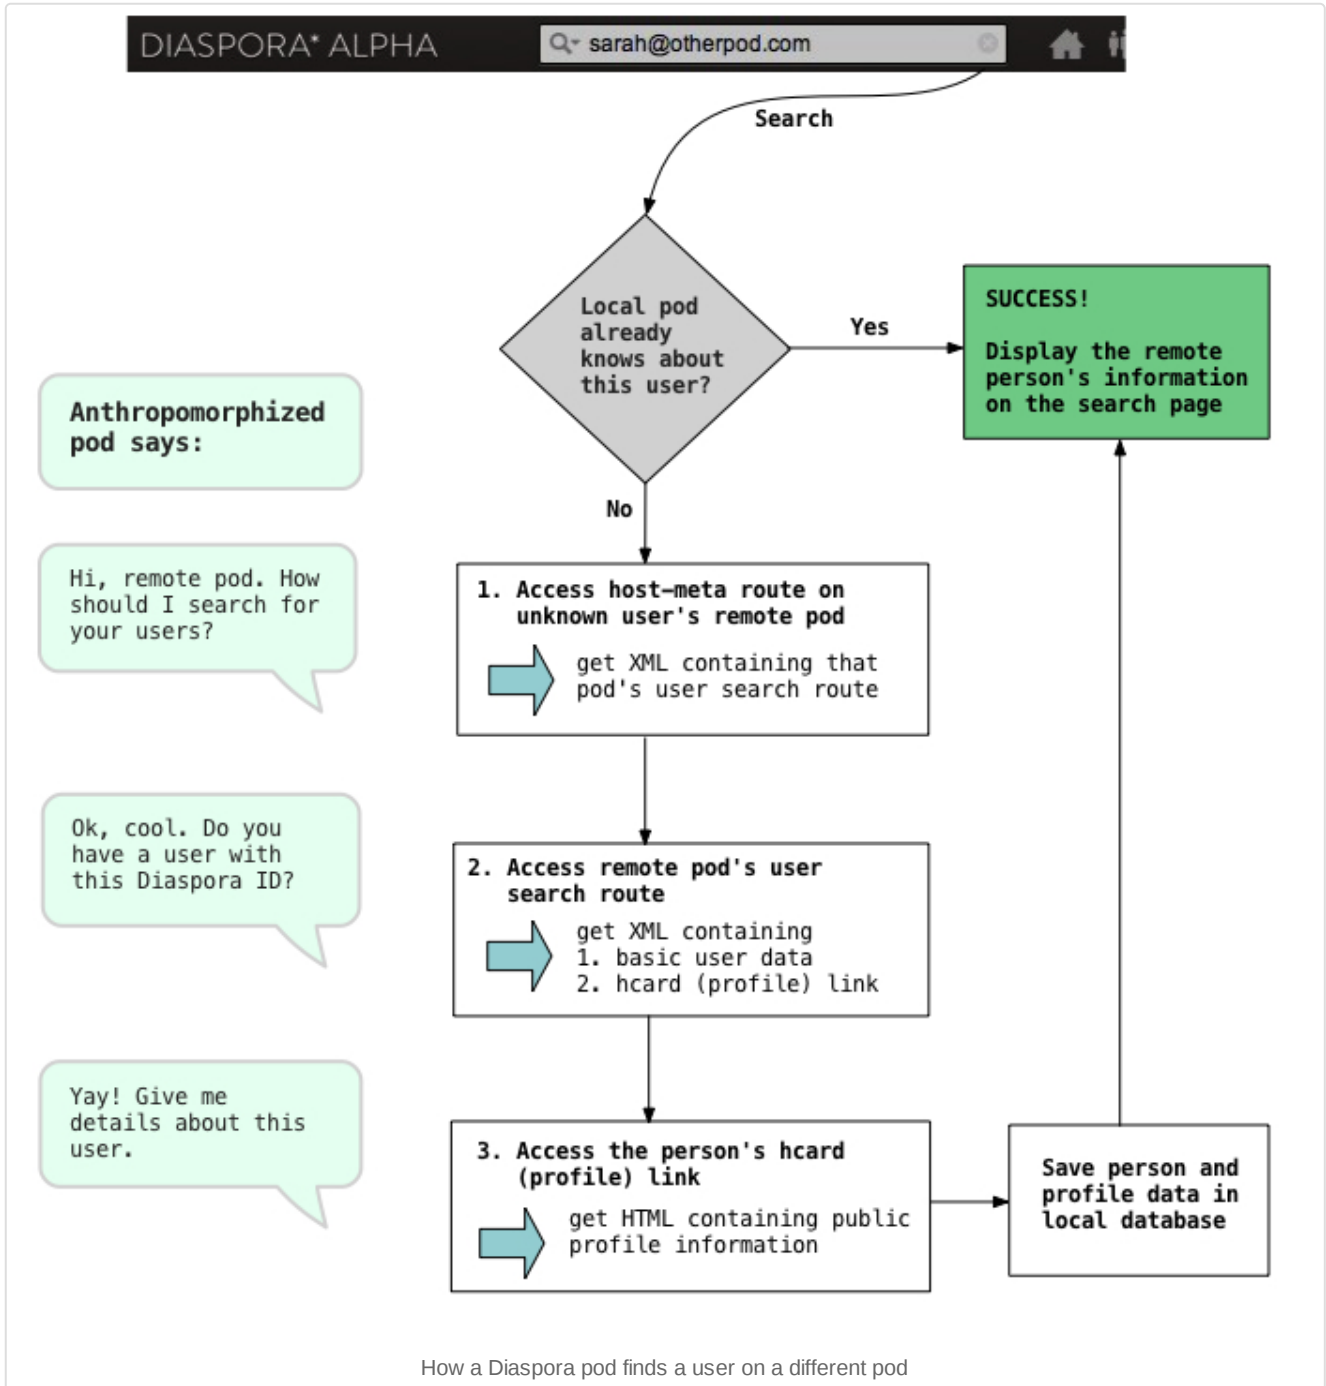 DIASPORA* ALPHA
sarah@otherpod.com
Search
Local pod
already
knows about
this user?
Yes
SUCCESS!
Display the remote
person's information
on the search page
No
Anthropomorphized
pod says:
Hi, remote pod. How
should I search for
your users?
1. Access host-meta route on
unknown user's remote pod
get XML containing that
pod's user search route
Ok, cool. Do you
have a user with
this Diaspora ID?
2. Access remote pod's user
search route
get XML containing
1. basic user data
2. hcard (profile) link
Yay! Give me
details about this
user.
3. Access the person's hcard
(profile) link
get HTML containing public
profile information
Save person and
profile data in
local database
How a Diaspora pod finds a user on a different pod